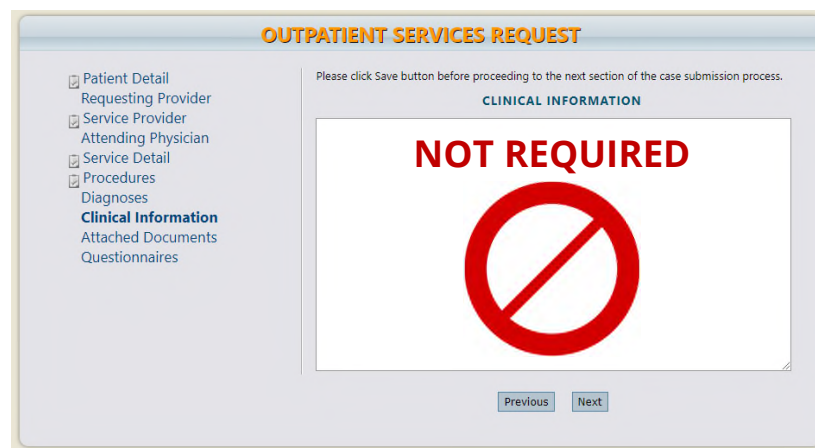 OUTPATIENT SERVICES REQUEST
Patient Detail
Requesting Provider
Service Provider
Attending Physician
Service Detail
Procedures
Diagnoses
Clinical Information
Attached Documents
Questionnaires
Please click Save button before proceeding to the next section of the case submission process.
CLINICAL INFORMATION
NOT REQUIRED
Previous Next